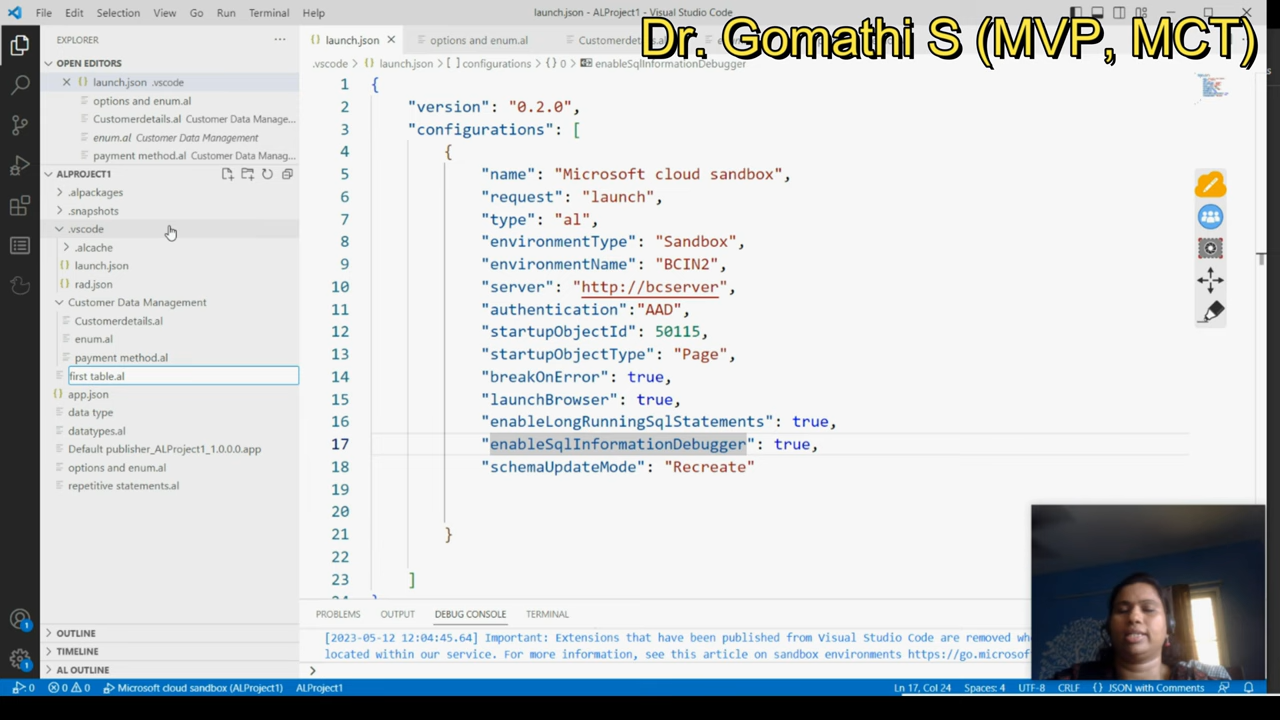 File Edit Selection View Go Run Terminal Help
launch.json - ALProject1 - Visual Studio Code
Dr. Gomathi S (MVP, MCT)
EXPLORER
launch.json
options and enum.al
OPEN EDITORS
launch.json .vscode
options and enum.al
Customerdetails.al Customer Data Manage...
enum.al Customer Data Management
payment method.al Customer Data Manag...
ALPROJECT1
.alpackages
.snapshots
.vscode
.alcache
launch.json
rad.json
Customer Data Management
Customerdetails.al
enum.al
payment method.al
first table.al
app.json
data type
datatypes.al
Default publisher_ALProject1_1.0.0.0.app
options and enum.al
repetitive statements.al
OUTLINE
TIMELINE
AL OUTLINE
.vscode > launch.json > [ ] configurations > { } 0 > enableSqlInformationDebugger
1 {
2 "version": "0.2.0",
3 "configurations": [
4 {
5 "name": "Microsoft cloud sandbox",
6 "request": "launch",
7 "type": "al",
8 "environmentType": "Sandbox",
9 "environmentName": "BCIN2",
10 "server": "http://bcserver",
11 "authentication":"AAD",
12 "startupObjectId": 50115,
13 "startupObjectType": "Page",
14 "breakOnError": true,
15 "launchBrowser": true,
16 "enableLongRunningSqlStatements": true,
17 "enableSqlInformationDebugger": true,
18 "schemaUpdateMode": "Recreate"
19
20
21 }
22
23 ]
PROBLEMS OUTPUT DEBUG CONSOLE TERMINAL
[2023-05-12 12:04:45.64] Important: Extensions that have been published from Visual Studio Code are removed
located within our service. For more information, see this article on sandbox environments https://go.microsof
0 0 0 Microsoft cloud sandbox (ALProject1) ALProject1
Ln 17, Col 24 Spaces: 4 UTF-8 CRLF { } JSON with Comments